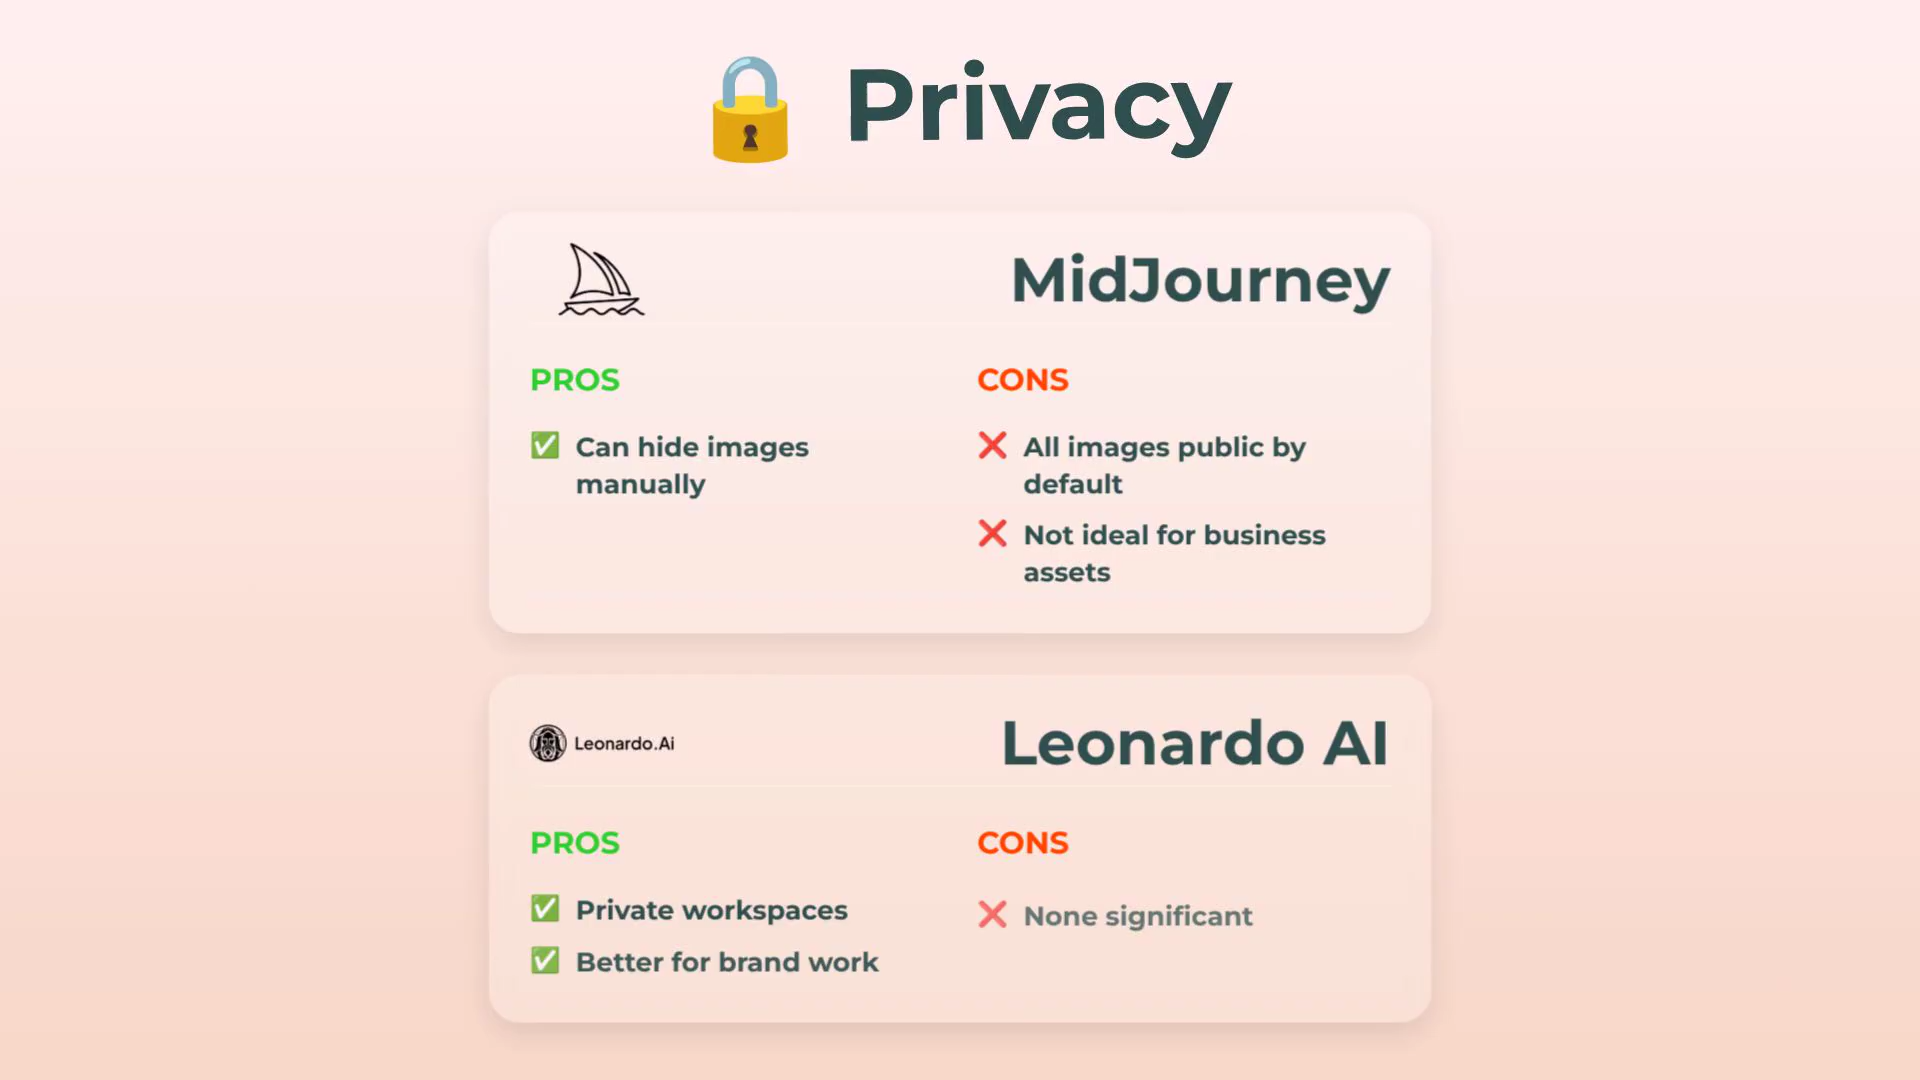 🔒 Privacy
MidJourney
PROS
✅ Can hide images
manually
CONS
❌ All images public by
default
❌ Not ideal for business
assets
Leonardo.Ai
Leonardo AI
PROS
✅ Private workspaces
✅ Better for brand work
CONS
❌ None significant